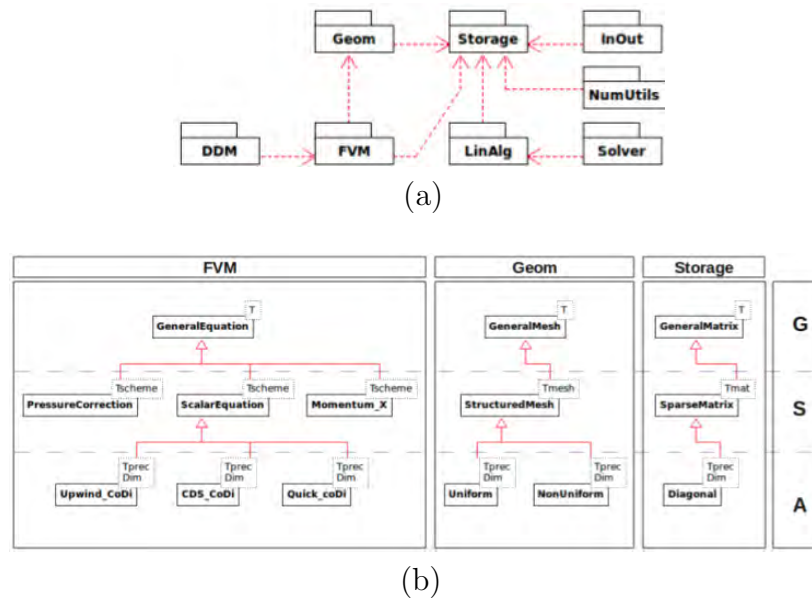 Geom Storage InOut
NumUtils
DDM FVM LinAlg Solver
(a)
FVM Geom Storage
T T T
GeneralEquation GeneralMesh GeneralMatrix G
Tscheme Tscheme Tscheme Tmesh Tmat
PressureCorrection ScalarEquation Momentum_X StructuredMesh SparseMatrix S
Tprec Tprec Tprec Tprec Tprec Tprec
Dim Dim Dim Dim Dim Dim
Upwind_CoDi CDS_CoDi Quick_coDi Uniform NonUniform Diagonal A
(b)